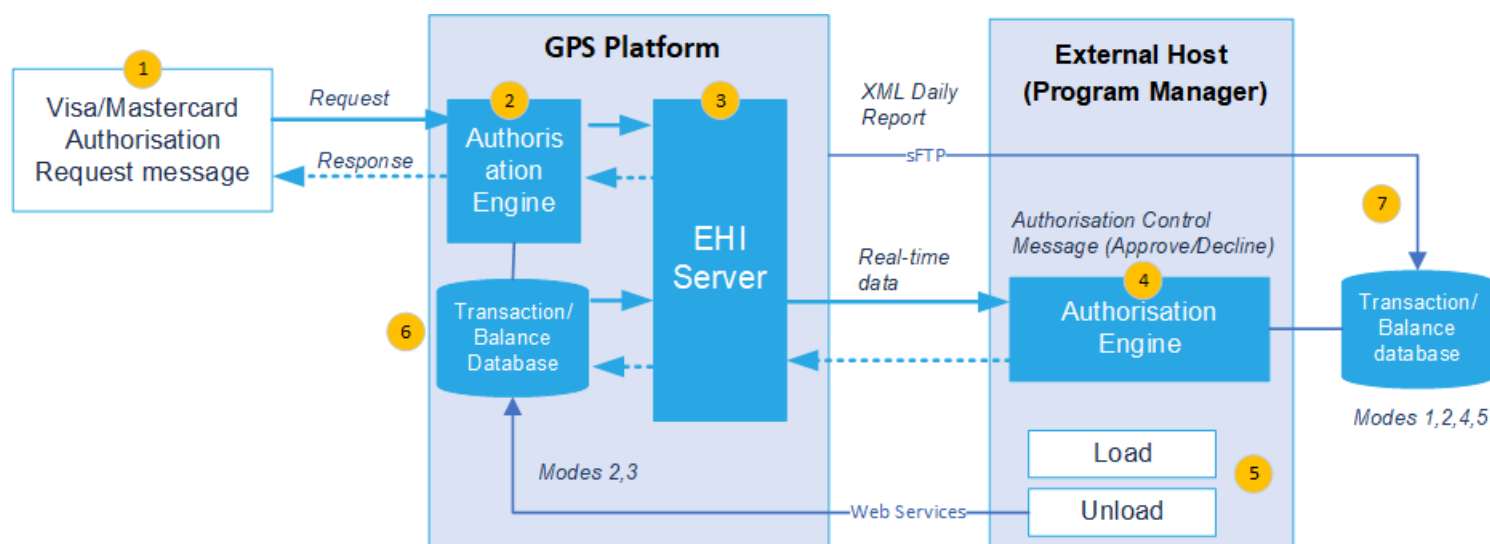 1
Visa/Mastercard
Authorisation
Request message
Request
Response
GPS Platform
2
Authoris
ation
Engine
3
EHI
Server
6
Transaction/
Balance
Database
Modes 2,3
XML Daily
Report
sFTP
Real-time
data
Web Services
External Host
(Program Manager)
Authorisation Control
Message (Approve/Decline)
4
Authorisation
Engine
Load
Unload
5
7
Transaction/
Balance
database
Modes 1,2,4,5